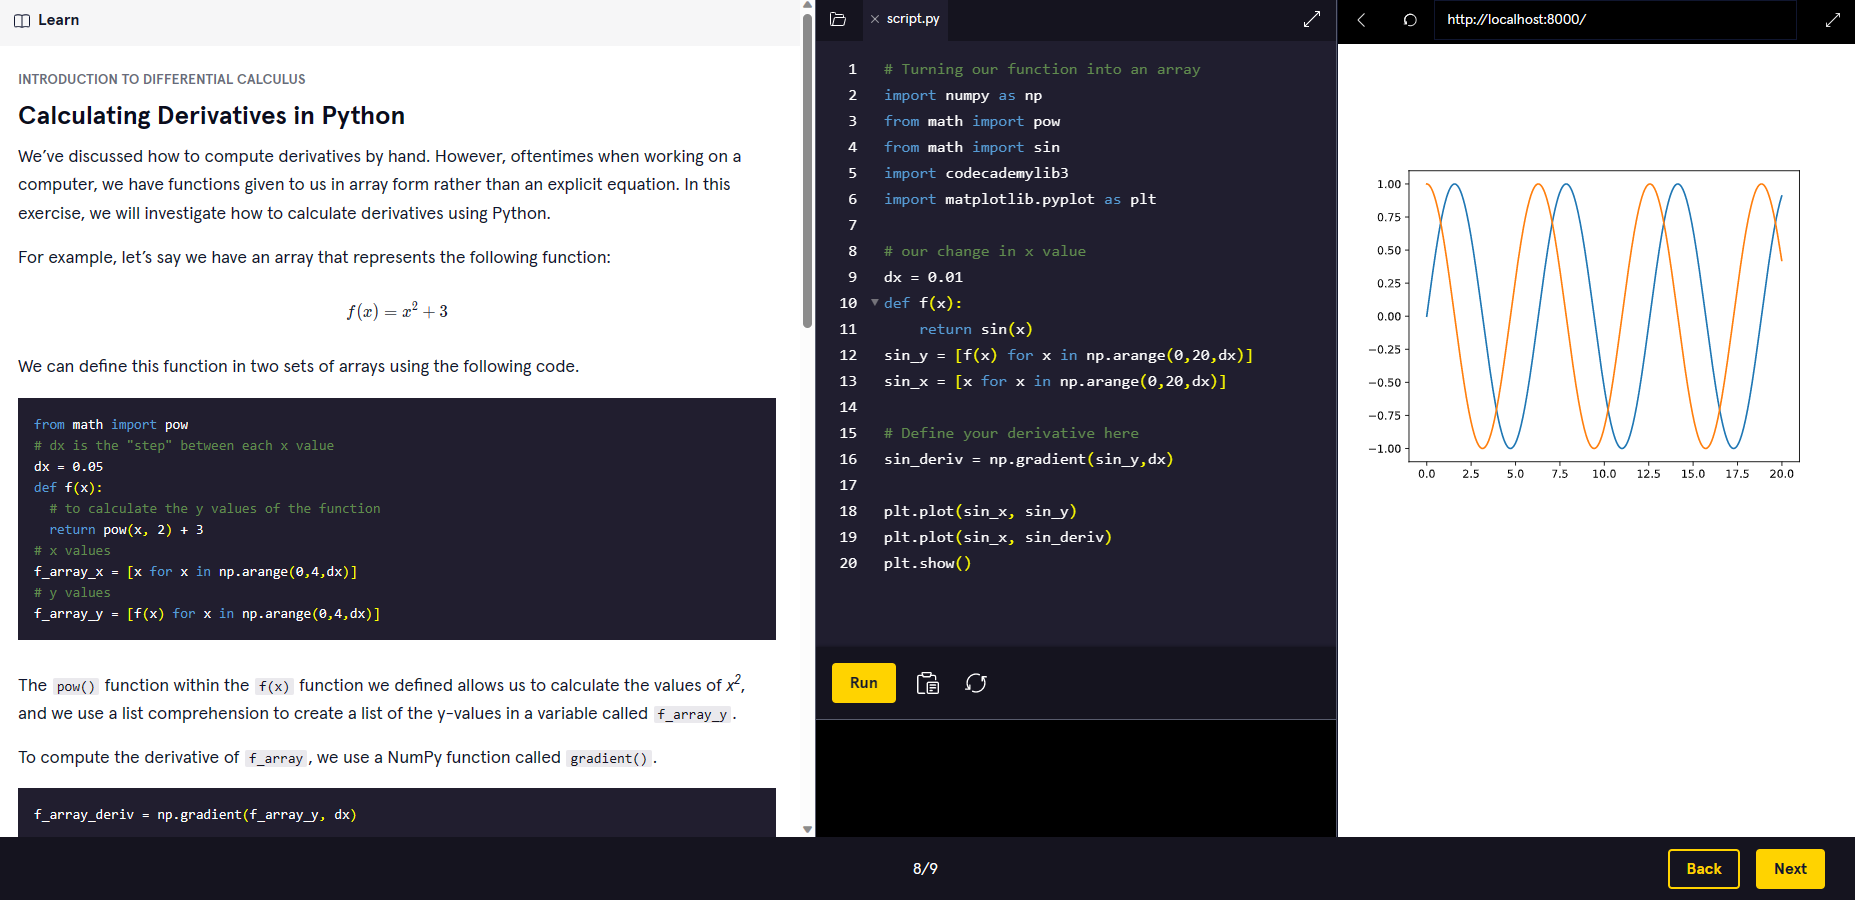 Learn
INTRODUCTION TO DIFFERENTIAL CALCULUS
Calculating Derivatives in Python
We've discussed how to compute derivatives by hand. However, oftentimes when working on a
computer, we have functions given to us in array form rather than an explicit equation. In this
exercise, we will investigate how to calculate derivatives using Python.
For example, let's say we have an array that represents the following function:
f(x) = x² + 3
We can define this function in two sets of arrays using the following code.
from math import pow
# dx is the "step" between each x value
dx = 0.05
def f(x):
  # to calculate the y values of the function
  return pow(x, 2) + 3
# x values
f_array_x = [x for x in np.arange(0,4,dx)]
# y values
f_array_y = [f(x) for x in np.arange(0,4,dx)]
The pow() function within the f(x) function we defined allows us to calculate the values of x²,
and we use a list comprehension to create a list of the y-values in a variable called f_array_y.
To compute the derivative of f_array, we use a NumPy function called gradient().
f_array_deriv = np.gradient(f_array_y, dx)
script.py
1 # Turning our function into an array
2 import numpy as np
3 from math import pow
4 from math import sin
5 import codecademylib3
6 import matplotlib.pyplot as plt
7
8 # our change in x value
9 dx = 0.01
10 def f(x):
11     return sin(x)
12 sin_y = [f(x) for x in np.arange(0,20,dx)]
13 sin_x = [x for x in np.arange(0,20,dx)]
14
15 # Define your derivative here
16 sin_deriv = np.gradient(sin_y,dx)
17
18 plt.plot(sin_x, sin_y)
19 plt.plot(sin_x, sin_deriv)
20 plt.show()
Run
http://localhost:8000/
1.00
0.75
0.50
0.25
0.00
−0.25
−0.50
−0.75
−1.00
0.0 2.5 5.0 7.5 10.0 12.5 15.0 17.5 20.0
8/9
Back
Next